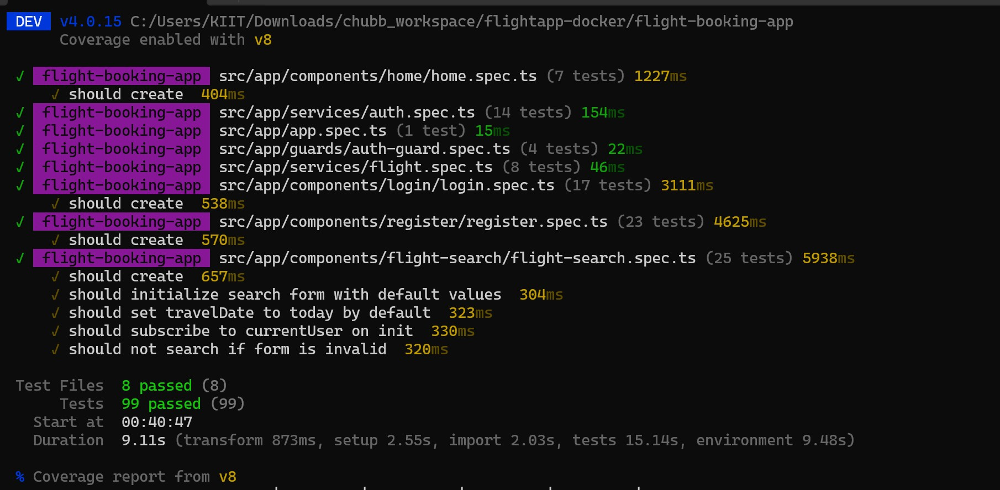 DEV v4.0.15 C:/Users/KIIT/Downloads/chubb_workspace/flightapp-docker/flight-booking-app
Coverage enabled with v8
✓ flight-booking-app src/app/components/home/home.spec.ts (7 tests) 1227ms
✓ should create 404ms
✓ flight-booking-app src/app/services/auth.spec.ts (14 tests) 154ms
✓ flight-booking-app src/app/app.spec.ts (1 test) 15ms
✓ flight-booking-app src/app/guards/auth-guard.spec.ts (4 tests) 22ms
✓ flight-booking-app src/app/services/flight.spec.ts (8 tests) 46ms
✓ flight-booking-app src/app/components/login/login.spec.ts (17 tests) 3111ms
✓ should create 538ms
✓ flight-booking-app src/app/components/register/register.spec.ts (23 tests) 4625ms
✓ should create 570ms
✓ flight-booking-app src/app/components/flight-search/flight-search.spec.ts (25 tests) 5938ms
✓ should create 657ms
✓ should initialize search form with default values 304ms
✓ should set travelDate to today by default 323ms
✓ should subscribe to currentUser on init 330ms
✓ should not search if form is invalid 320ms
Test Files 8 passed (8)
Tests 99 passed (99)
Start at 00:40:47
Duration 9.11s (transform 873ms, setup 2.55s, import 2.03s, tests 15.14s, environment 9.48s)
% Coverage report from v8